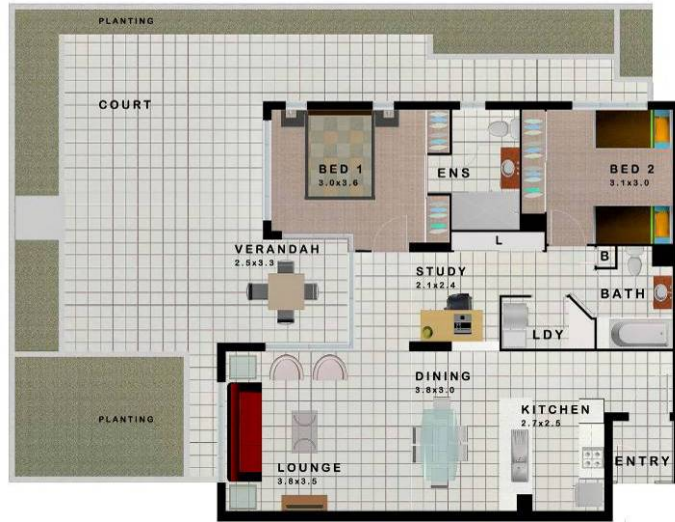 PLANTING
COURT
BED 1
3.0x3.6
ENS
BED 2
3.1x3.0
VERANDAH
2.5x3.3
L
STUDY
2.1x2.4
B
BATH
LDY
DINING
3.8x3.0
PLANTING
KITCHEN
2.7x2.5
LOUNGE
3.8x3.5
ENTRY